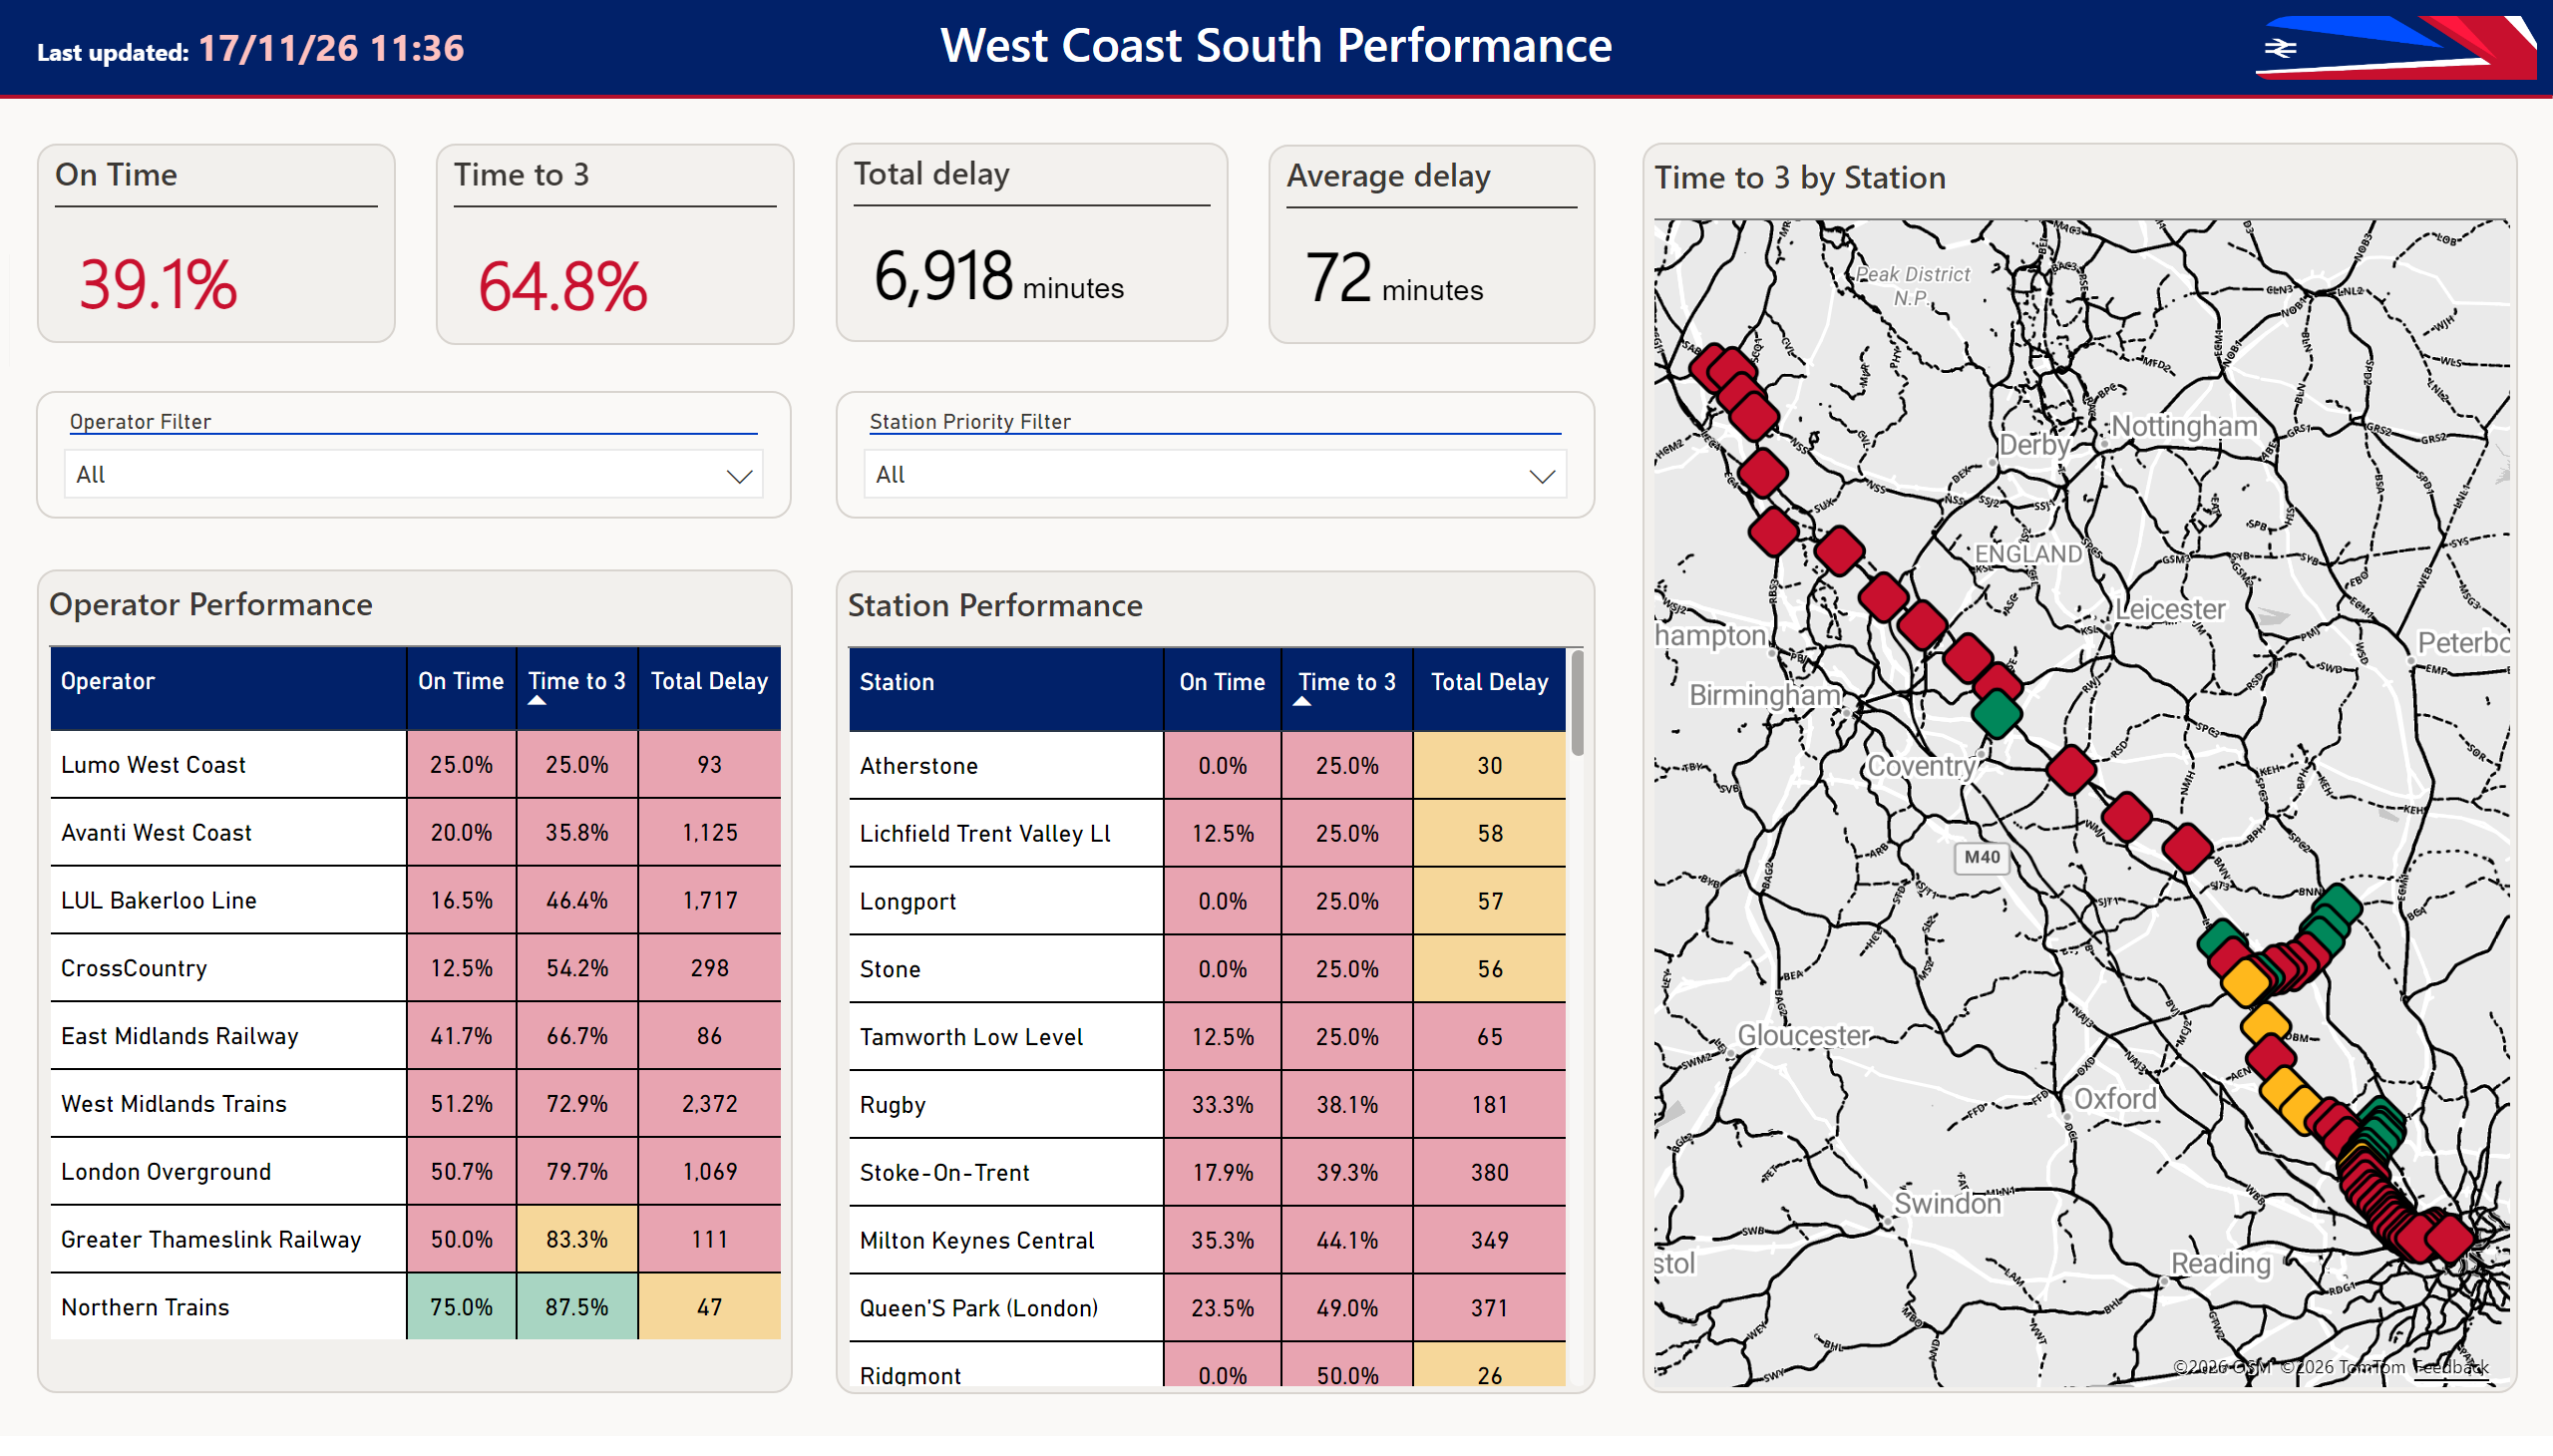 Last updated: 17/11/26 11:36
West Coast South Performance
On Time
39.1%
Time to 3
64.8%
Total delay
6,918 minutes
Average delay
72 minutes
Operator Filter
All
Station Priority Filter
All
Operator Performance
Operator On Time Time to 3 Total Delay
Lumo West Coast 25.0% 25.0% 93
Avanti West Coast 20.0% 35.8% 1,125
LUL Bakerloo Line 16.5% 46.4% 1,717
CrossCountry 12.5% 54.2% 298
East Midlands Railway 41.7% 66.7% 86
West Midlands Trains 51.2% 72.9% 2,372
London Overground 50.7% 79.7% 1,069
Greater Thameslink Railway 50.0% 83.3% 111
Northern Trains 75.0% 87.5% 47
Station Performance
Station On Time Time to 3 Total Delay
Atherstone 0.0% 25.0% 30
Lichfield Trent Valley Ll 12.5% 25.0% 58
Longport 0.0% 25.0% 57
Stone 0.0% 25.0% 56
Tamworth Low Level 12.5% 25.0% 65
Rugby 33.3% 38.1% 181
Stoke-On-Trent 17.9% 39.3% 380
Milton Keynes Central 35.3% 44.1% 349
Queen'S Park (London) 23.5% 49.0% 371
Ridgmont 0.0% 50.0% 26
Time to 3 by Station
Peak District
N.P.
Nottingham
Derby
ENGLAND
Leicester
hampton
Peterbo
Birmingham
Coventry
M40
Gloucester
Oxford
Swindon
stol
Reading
©2026 GSM ©2026 TomTom Feedback